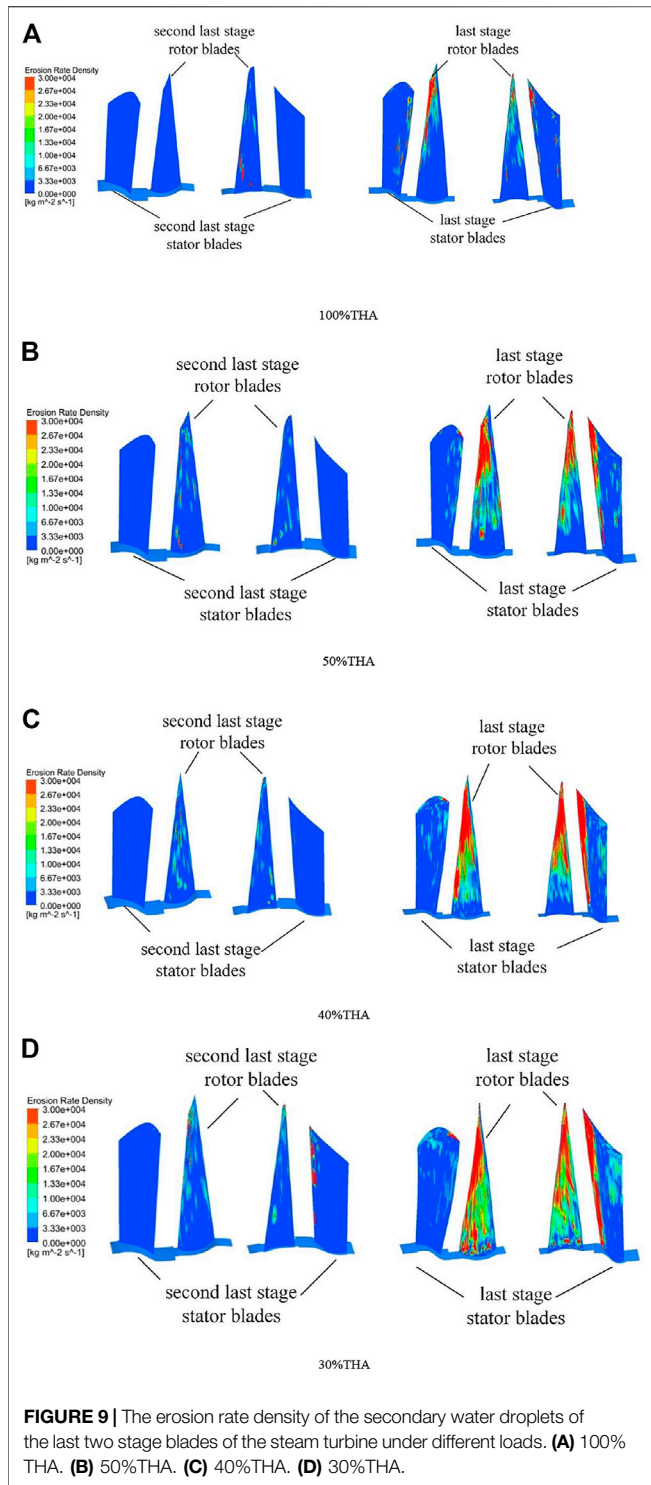 A
second last stage
rotor blades
last stage
rotor blades
Erosion Rate Density
3.00e+004
2.67e+004
2.33e+004
2.00e+004
1.67e+004
1.33e+004
1.00e+004
6.67e+003
3.33e+003
0.00e+000
[kg m^-2 s^-1]
second last stage
stator blades
last stage
stator blades
100%THA
B
second last stage
rotor blades
last stage
rotor blades
Erosion Rate Density
3.00e+004
2.67e+004
2.33e+004
2.00e+004
1.67e+004
1.33e+004
1.00e+004
6.67e+003
3.33e+003
0.00e+000
[kg m^-2 s^-1]
second last stage
stator blades
last stage
stator blades
50%THA
C
second last stage
rotor blades
last stage
rotor blades
Erosion Rate Density
3.00e+004
2.67e+004
2.33e+004
2.00e+004
1.67e+004
1.33e+004
1.00e+004
6.67e+003
3.33e+003
0.00e+000
[kg m^-2 s^-1]
second last stage
stator blades
last stage
stator blades
40%THA
D
second last stage
rotor blades
last stage
rotor blades
Erosion Rate Density
3.00e+004
2.67e+004
2.33e+004
2.00e+004
1.67e+004
1.33e+004
1.00e+004
6.67e+003
3.33e+003
0.00e+000
[kg m^-2 s^-1]
second last stage
stator blades
last stage
stator blades
30%THA
FIGURE 9 | The erosion rate density of the secondary water droplets of
the last two stage blades of the steam turbine under different loads. (A) 100%
THA. (B) 50%THA. (C) 40%THA. (D) 30%THA.